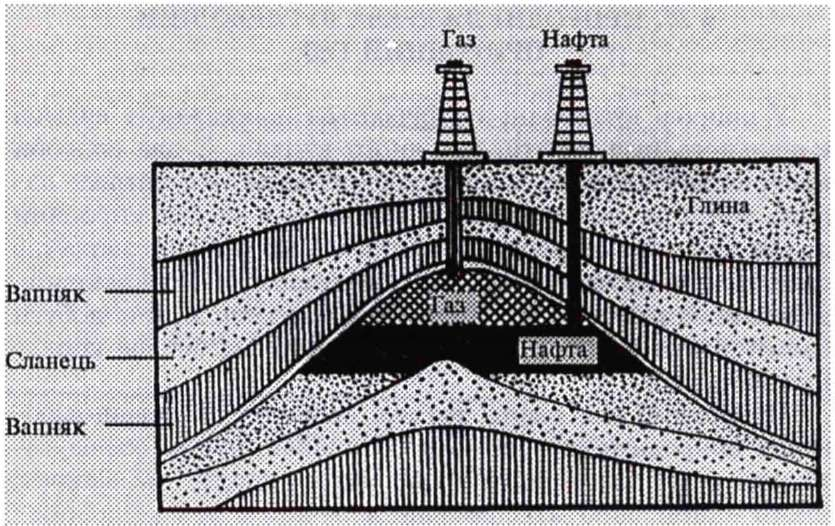 Газ
Нафта
Глина
Вапняк
Газ
Нафта
Сланець
Вапняк